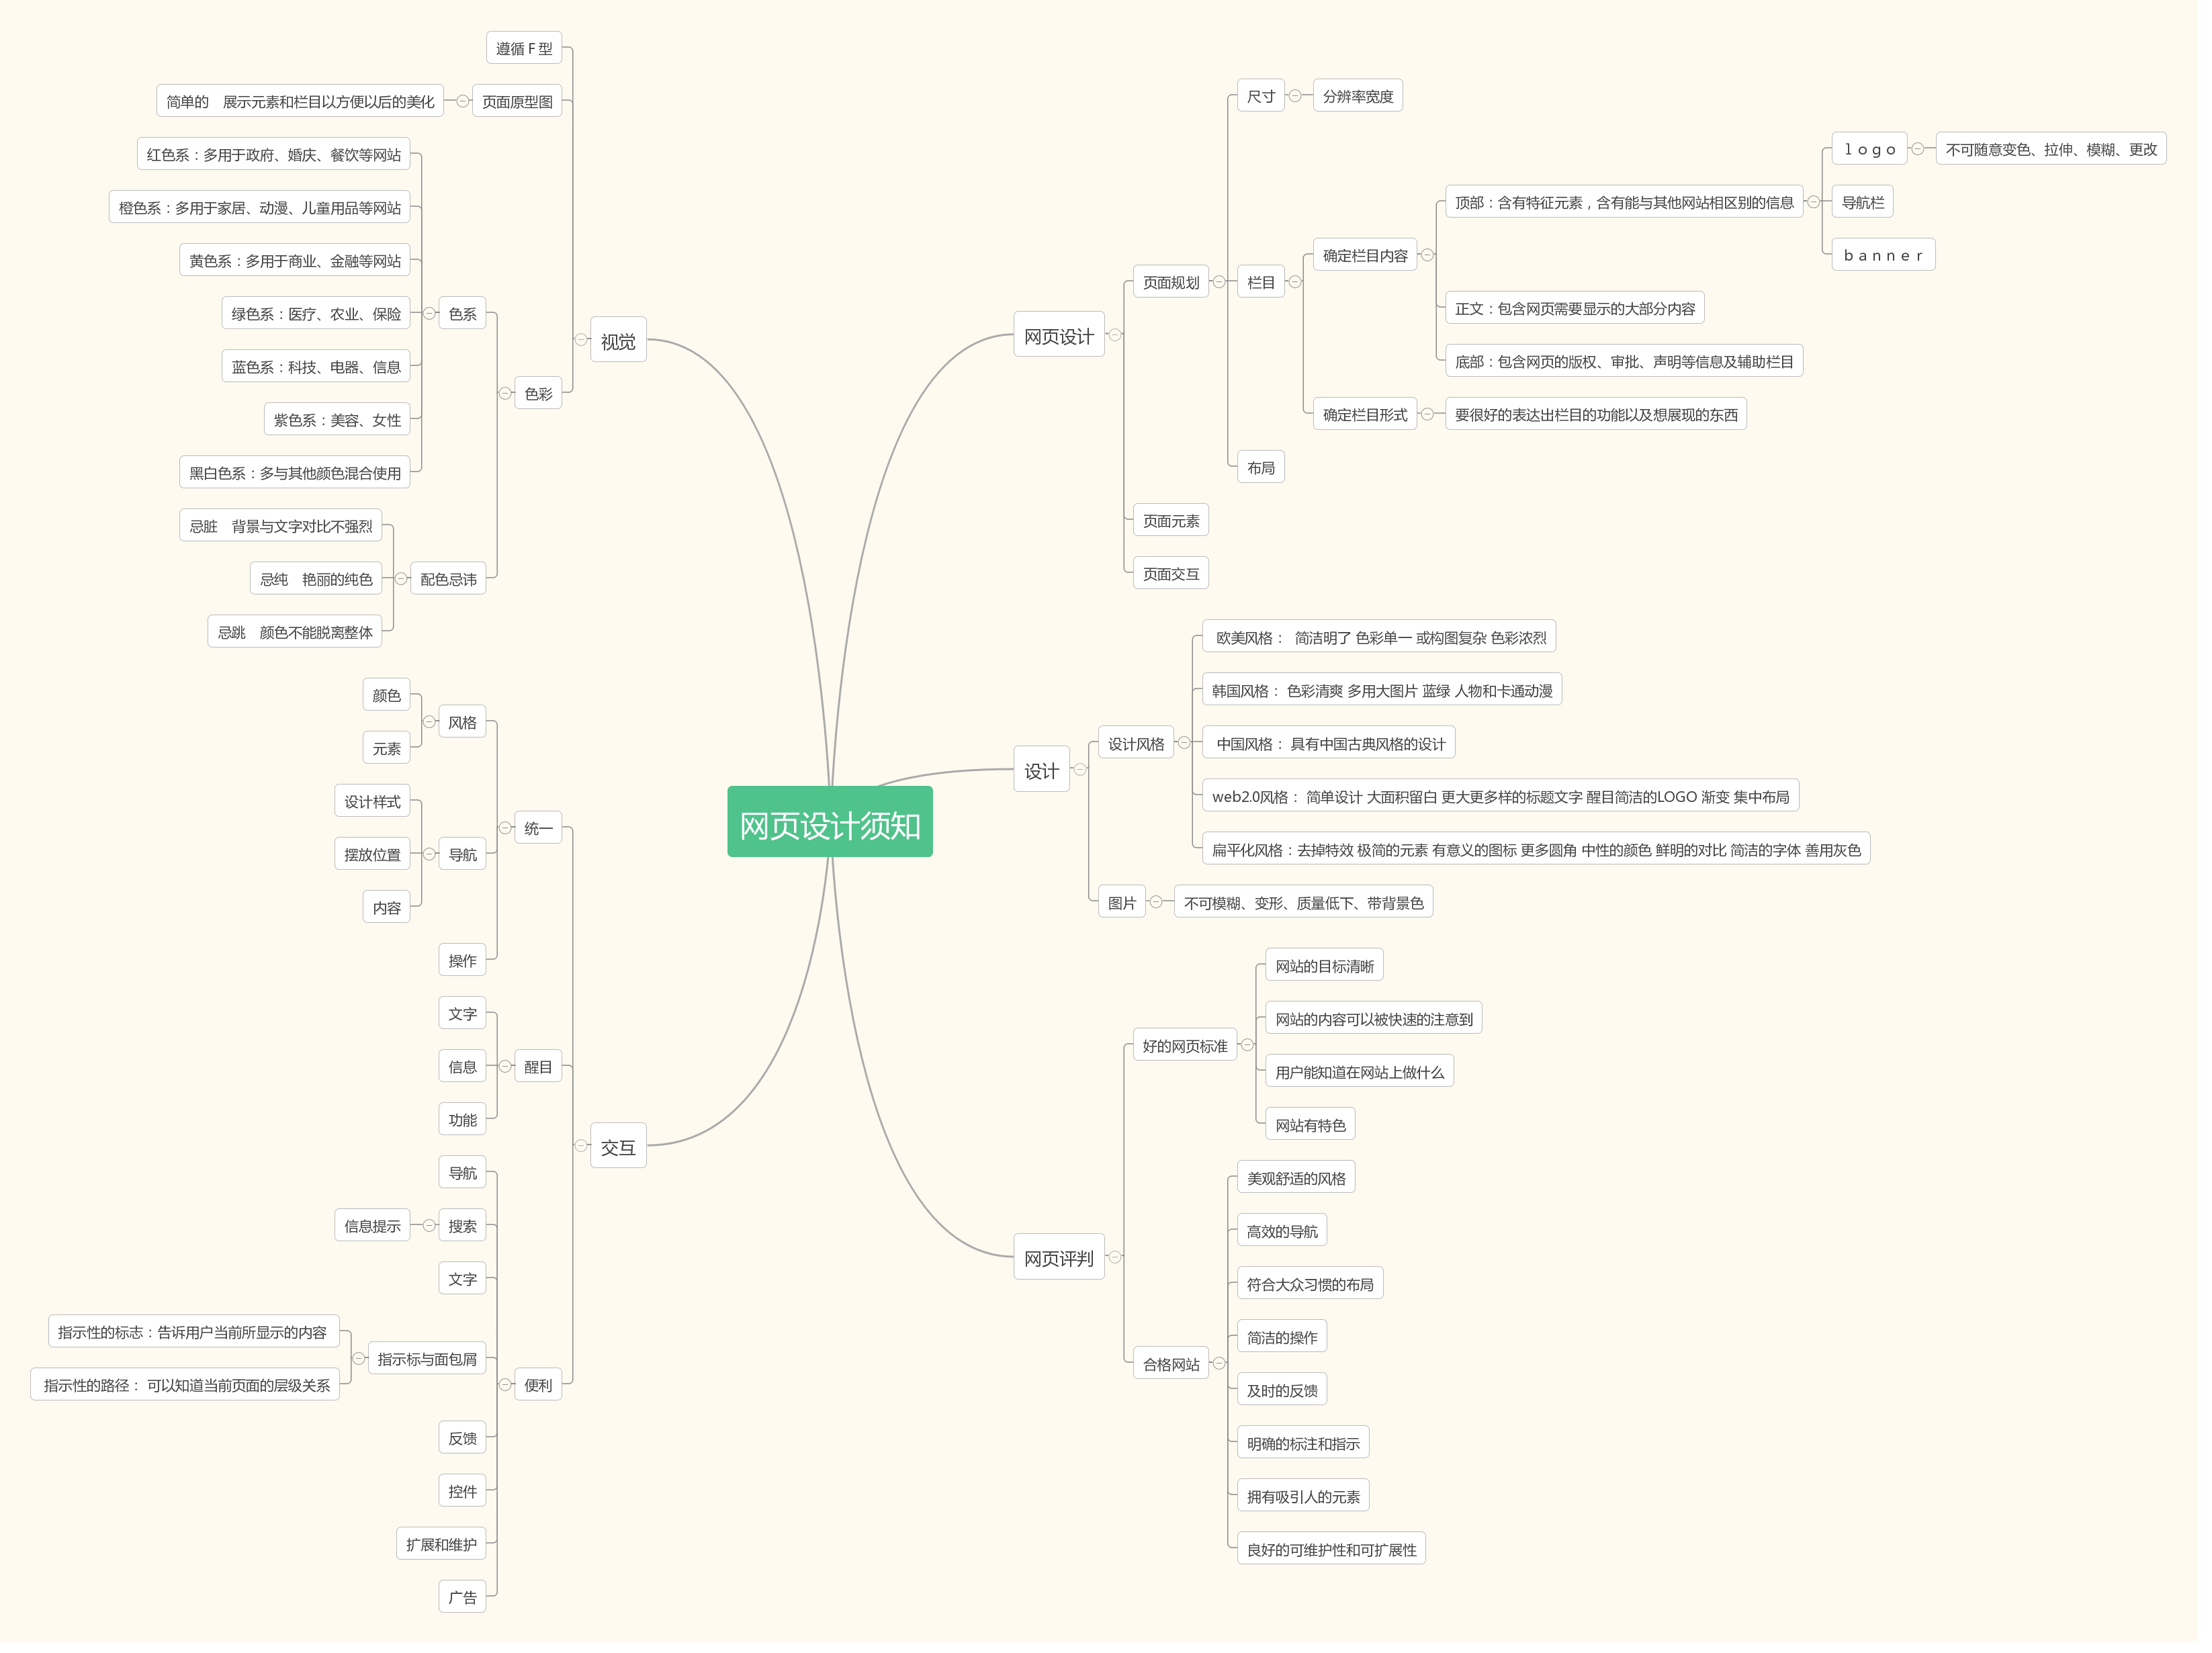 网页设计须知
网页设计
页面规划
尺寸
分辨率宽度
栏目
确定栏目内容
顶部：含有特征元素，含有能与其他网站相区别的信息
ｌｏｇｏ
不可随意变色、拉伸、模糊、更改
导航栏
ｂａｎｎｅｒ
正文：包含网页需要显示的大部分内容
底部：包含网页的版权、审批、声明等信息及辅助栏目
确定栏目形式
要很好的表达出栏目的功能以及想展现的东西
布局
页面元素
页面交互
设计
设计风格
欧美风格： 简洁明了 色彩单一 或构图复杂 色彩浓烈
韩国风格： 色彩清爽 多用大图片 蓝绿 人物和卡通动漫
中国风格： 具有中国古典风格的设计
web2.0风格： 简单设计 大面积留白 更大更多样的标题文字 醒目简洁的LOGO 渐变 集中布局
扁平化风格：去掉特效 极简的元素 有意义的图标 更多圆角 中性的颜色 鲜明的对比 简洁的字体 善用灰色
图片
不可模糊、变形、质量低下、带背景色
网页评判
好的网页标准
网站的目标清晰
网站的内容可以被快速的注意到
用户能知道在网站上做什么
网站有特色
合格网站
美观舒适的风格
高效的导航
符合大众习惯的布局
简洁的操作
及时的反馈
明确的标注和指示
拥有吸引人的元素
良好的可维护性和可扩展性
视觉
遵循 F 型
页面原型图
简单的　展示元素和栏目以方便以后的美化
色彩
色系
红色系：多用于政府、婚庆、餐饮等网站
橙色系：多用于家居、动漫、儿童用品等网站
黄色系：多用于商业、金融等网站
绿色系：医疗、农业、保险
蓝色系：科技、电器、信息
紫色系：美容、女性
黑白色系：多与其他颜色混合使用
配色忌讳
忌脏　背景与文字对比不强烈
忌纯　艳丽的纯色
忌跳　颜色不能脱离整体
交互
统一
风格
颜色
元素
导航
设计样式
摆放位置
内容
操作
醒目
文字
信息
功能
便利
导航
搜索
信息提示
文字
指示标与面包屑
指示性的标志：告诉用户当前所显示的内容
指示性的路径： 可以知道当前页面的层级关系
反馈
控件
扩展和维护
广告